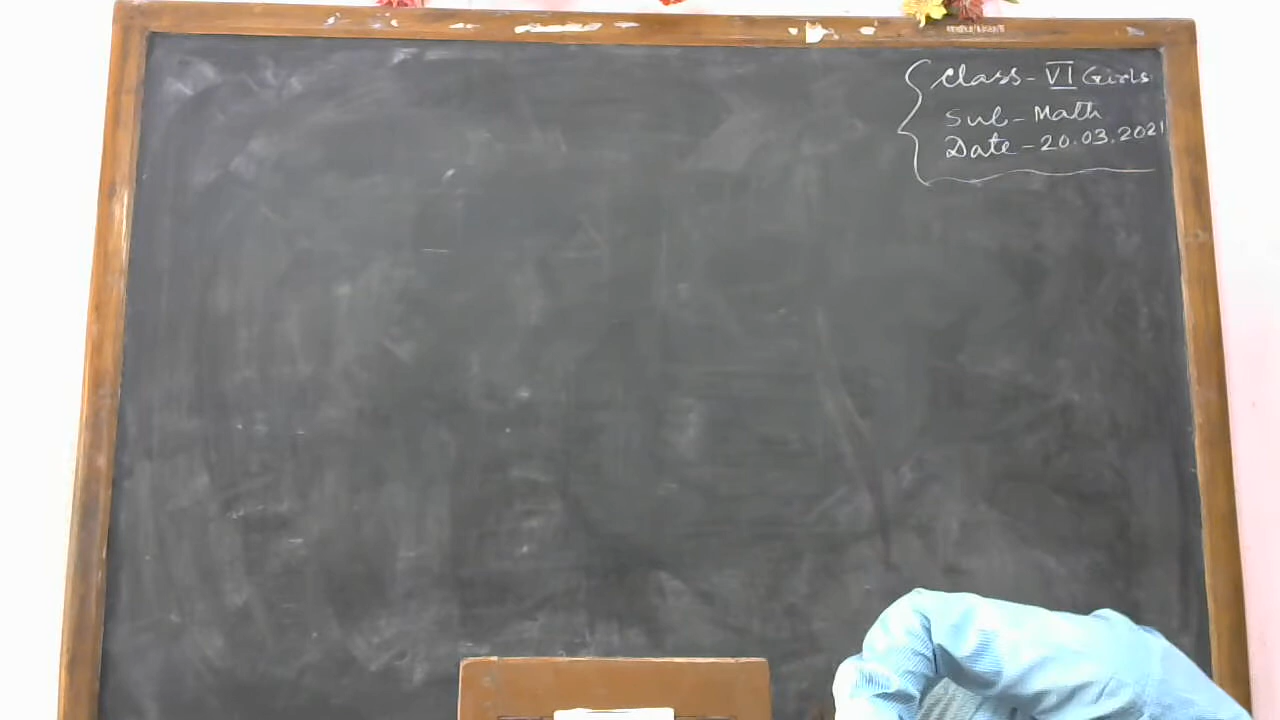 Class - VI Girls
Sub - Math
Date - 20.03.2021